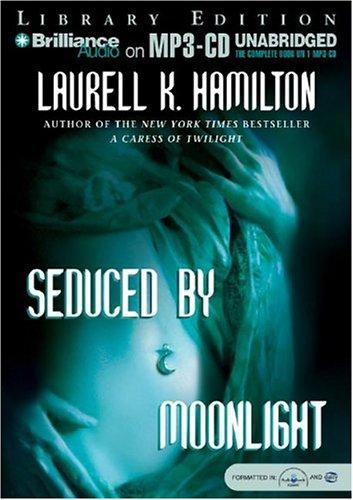 LIBRARY EDITION
Brilliance Audio on MP3-CD UNABRIDGED
THE COMPLETE BOOK ON 1 MP3-CD
LAURELL K. HAMILTON
AUTHOR OF THE NEW YORK TIMES BESTSELLER
A CARESS OF TWILIGHT
SEDUCED BY
MOONLIGHT
FORMATTED IN: AND